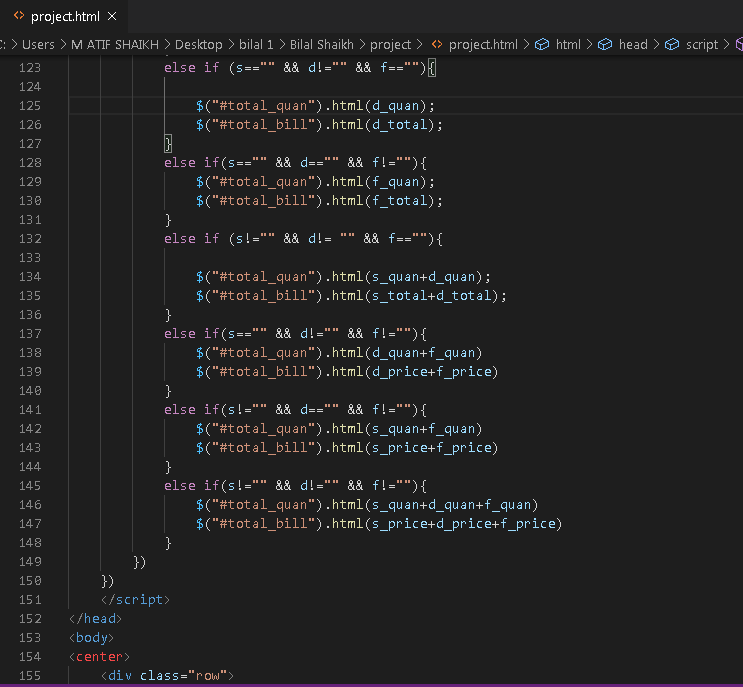 <> project.html ×
C: > Users > M ATIF SHAIKH > Desktop > bilal 1 > Bilal Shaikh > project > <> project.html > html > head > script >
123 else if (s=="" && d!="" && f==""){
124
125 $("#total_quan").html(d_quan);
126 $("#total_bill").html(d_total);
127 }
128 else if(s=="" && d=="" && f!=""){
129 $("#total_quan").html(f_quan);
130 $("#total_bill").html(f_total);
131 }
132 else if (s!="" && d!= "" && f==""){
133
134 $("#total_quan").html(s_quan+d_quan);
135 $("#total_bill").html(s_total+d_total);
136 }
137 else if(s=="" && d!="" && f!=""){
138 $("#total_quan").html(d_quan+f_quan)
139 $("#total_bill").html(d_price+f_price)
140 }
141 else if(s!="" && d=="" && f!=""){
142 $("#total_quan").html(s_quan+f_quan)
143 $("#total_bill").html(s_price+f_price)
144 }
145 else if(s!="" && d!="" && f!=""){
146 $("#total_quan").html(s_quan+d_quan+f_quan)
147 $("#total_bill").html(s_price+d_price+f_price)
148 }
149 })
150 })
151 </script>
152 </head>
153 <body>
154 <center>
155 <div class="row">